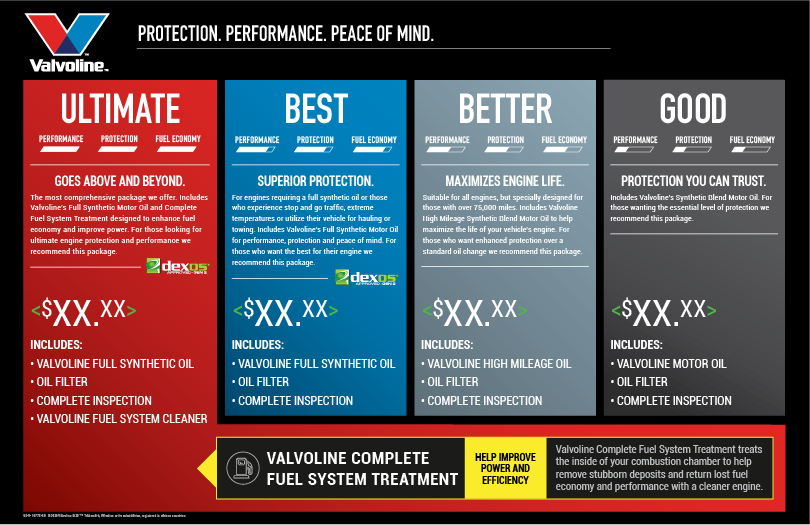 Valvoline™
PROTECTION. PERFORMANCE. PEACE OF MIND.
ULTIMATE
PERFORMANCE PROTECTION FUEL ECONOMY
GOES ABOVE AND BEYOND.
The most comprehensive package we offer. Includes
Valvoline's Full Synthetic Motor Oil and Complete
Fuel System Treatment designed to enhance fuel
economy and improve power. For those looking for
ultimate engine protection and performance we
recommend this package.
2 dexos
APPROVED GEN 2
<$XX.XX>
INCLUDES:
• VALVOLINE FULL SYNTHETIC OIL
• OIL FILTER
• COMPLETE INSPECTION
• VALVOLINE FUEL SYSTEM CLEANER
BEST
PERFORMANCE PROTECTION FUEL ECONOMY
SUPERIOR PROTECTION.
For engines requiring a full synthetic oil or those
who experience stop and go traffic, extreme
temperatures or utilize their vehicle for hauling or
towing. Includes Valvoline's Full Synthetic Motor Oil
for performance, protection and peace of mind. For
those who want the best for their engine we
recommend this package.
2 dexos
APPROVED GEN 2
<$XX.XX>
INCLUDES:
• VALVOLINE FULL SYNTHETIC OIL
• OIL FILTER
• COMPLETE INSPECTION
BETTER
PERFORMANCE PROTECTION FUEL ECONOMY
MAXIMIZES ENGINE LIFE.
Suitable for all engines, but specially designed for
those with over 75,000 miles. Includes Valvoline
High Mileage Synthetic Blend Motor Oil to help
maximize the life of your vehicle's engine. For
those who want enhanced protection over a
standard oil change we recommend this package.
<$XX.XX>
INCLUDES:
• VALVOLINE HIGH MILEAGE OIL
• OIL FILTER
• COMPLETE INSPECTION
GOOD
PERFORMANCE PROTECTION FUEL ECONOMY
PROTECTION YOU CAN TRUST.
Includes Valvoline's Synthetic Blend Motor Oil. For
those wanting the essential level of protection we
recommend this package.
<$XX.XX>
INCLUDES:
• VALVOLINE MOTOR OIL
• OIL FILTER
• COMPLETE INSPECTION
VALVOLINE COMPLETE
FUEL SYSTEM TREATMENT
HELP IMPROVE
POWER AND
EFFICIENCY
Valvoline Complete Fuel System Treatment treats
the inside of your combustion chamber to help
remove stubborn deposits and return lost fuel
economy and performance with a cleaner engine.